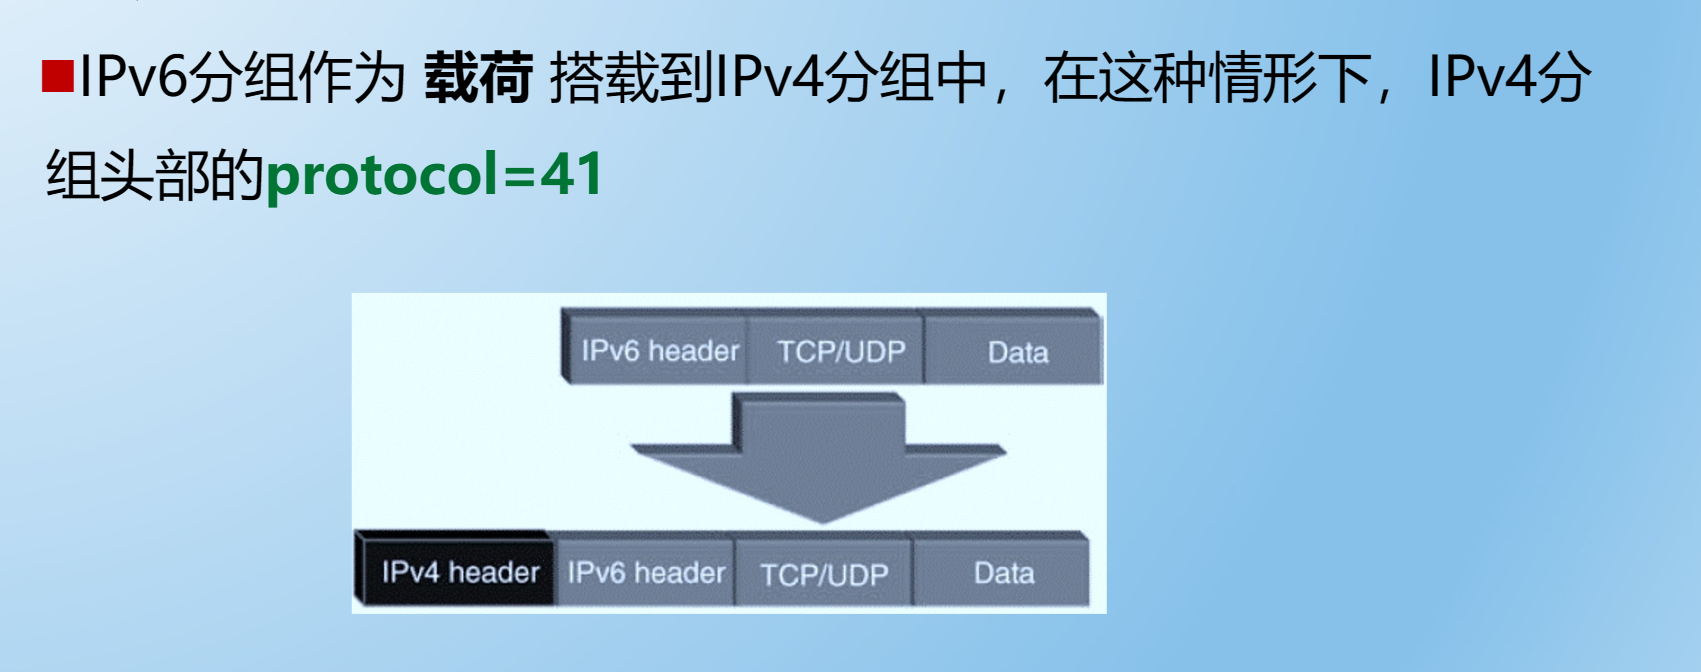 IPv6分组作为 载荷 搭载到IPv4分组中，在这种情形下，IPv4分
组头部的protocol=41
IPv6 header TCP/UDP Data
IPv4 header IPv6 header TCP/UDP Data